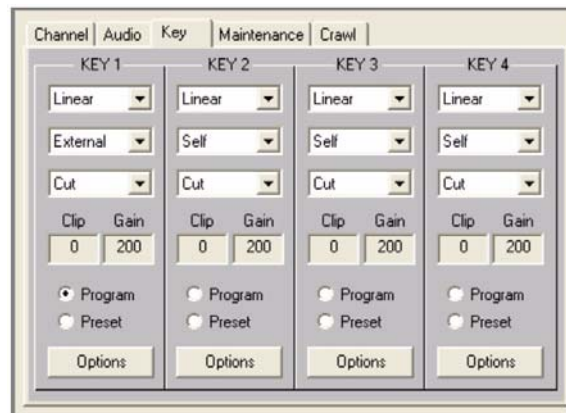 Channel Audio Key Maintenance Crawl
KEY 1 KEY 2 KEY 3 KEY 4
Linear Linear Linear Linear
External Self Self Self
Cut Cut Cut Cut
Clip Gain Clip Gain Clip Gain Clip Gain
0 200 0 200 0 200 0 200
Program Program Program Program
Preset Preset Preset Preset
Options Options Options Options